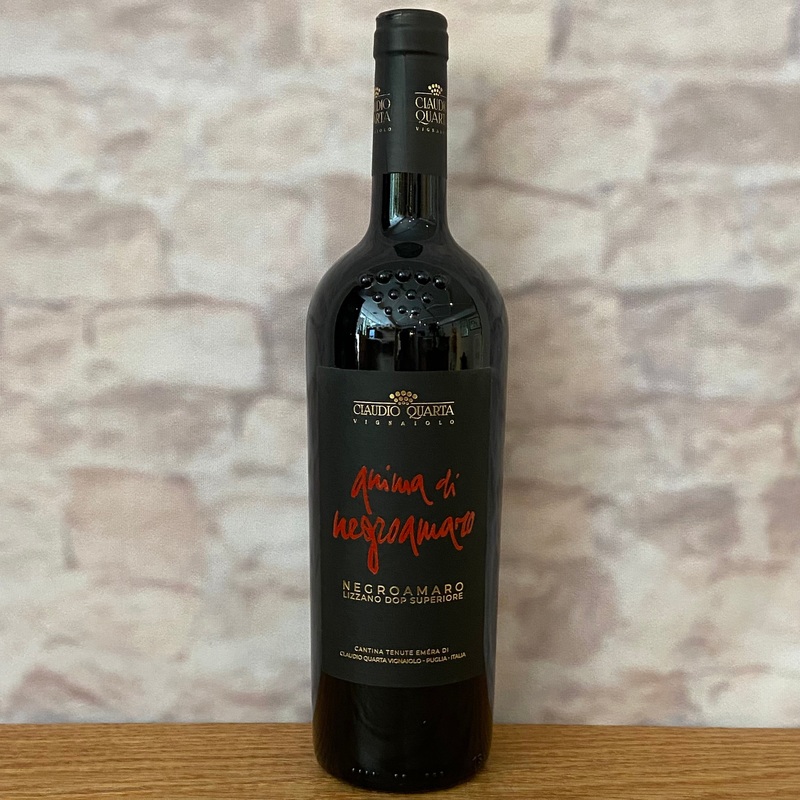 CLAUDIO
QUARTA
VIGNAIOLO
CLAUDIO QUARTA
VIGNAIOLO
anima di
negroamaro
NEGROAMARO
LIZZANO DOP SUPERIORE
CANTINA TENUTE EMÉRA DI
CLAUDIO QUARTA VIGNAIOLO - PUGLIA - ITALIA